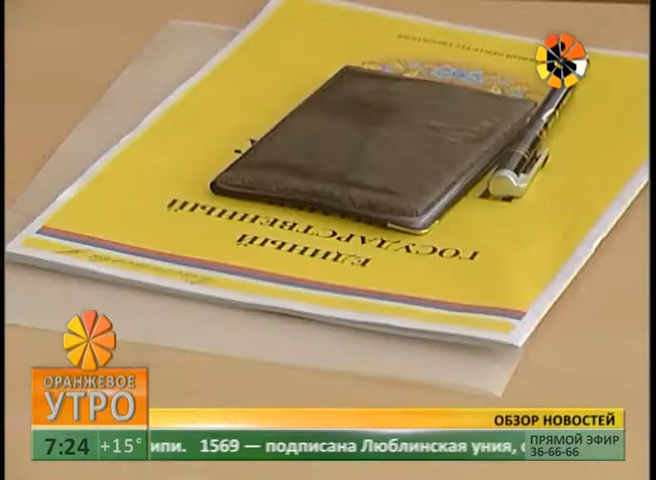 ЕДИНЫЙ
ГОСУДАРСТВЕННЫЙ
ОРАНЖЕВОЕ
УТРО
ОБЗОР НОВОСТЕЙ
7:24 +15° ипи. 1569 — подписана Люблинская уния,
ПРЯМОЙ ЭФИР
36-66-66